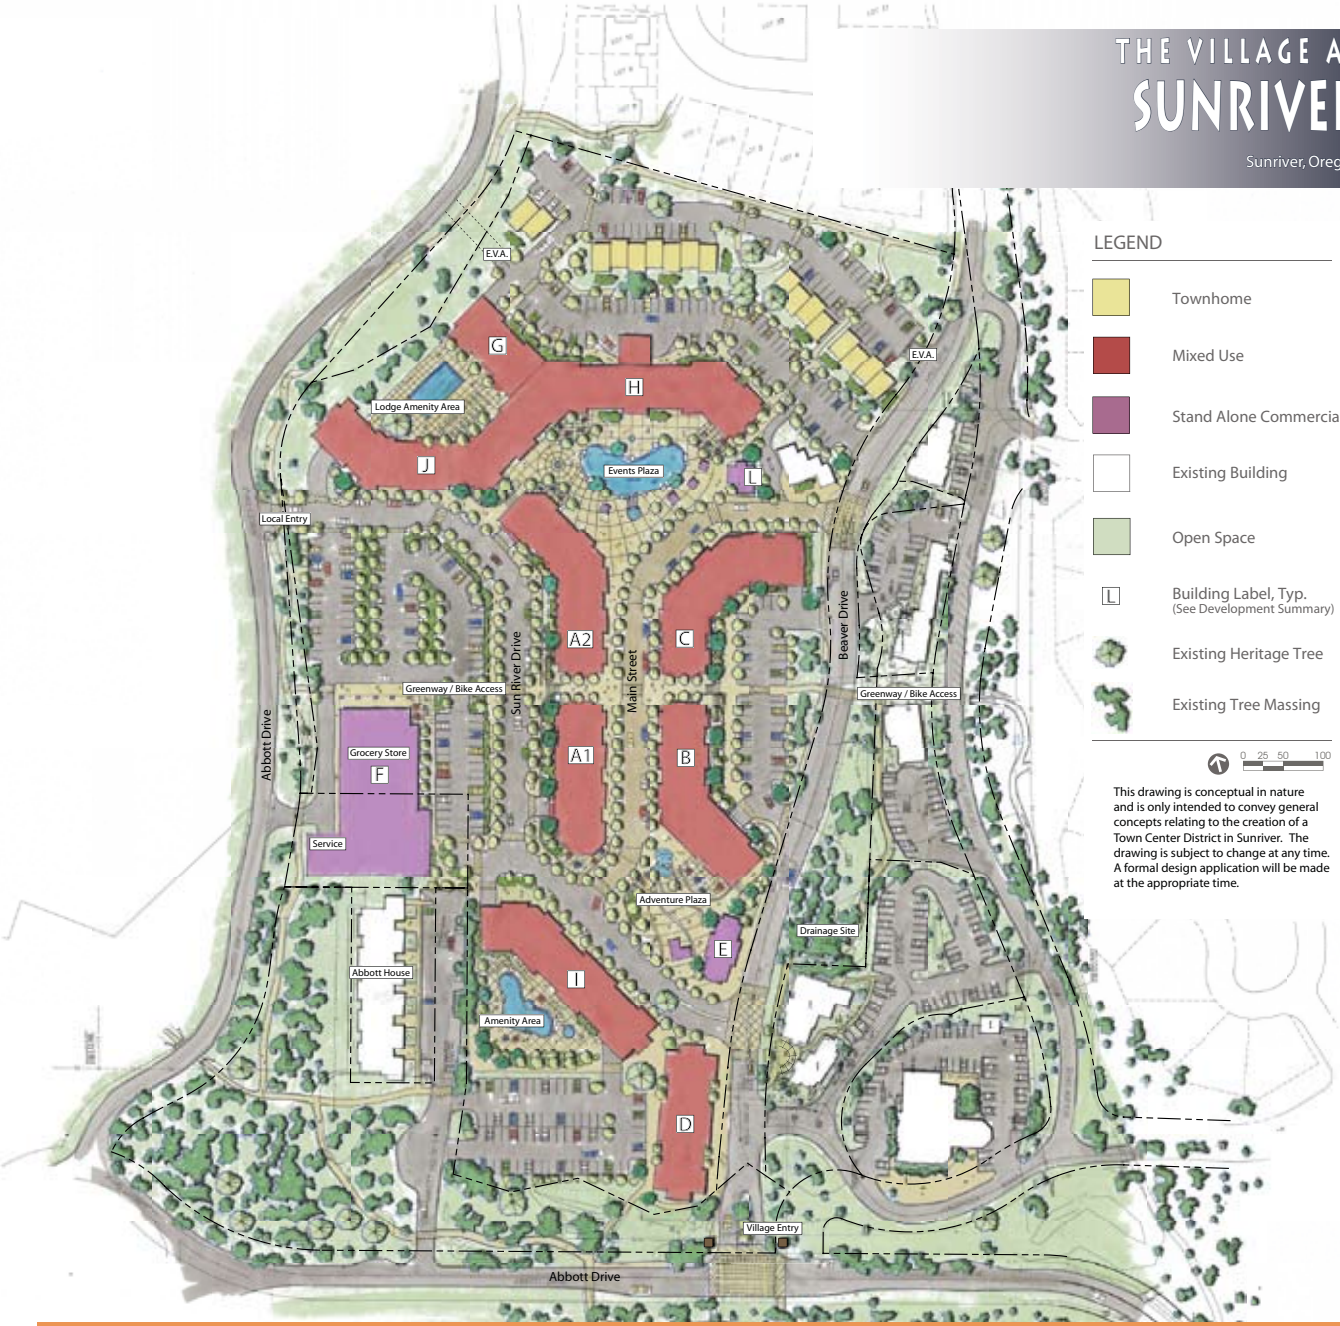 THE VILLAGE A
SUNRIVE
Sunriver, Oreg
LEGEND
Townhome
Mixed Use
Stand Alone Commercia
Existing Building
Open Space
L
Building Label, Typ.
(See Development Summary)
Existing Heritage Tree
Existing Tree Massing
0 25 50 100
This drawing is conceptual in nature
and is only intended to convey general
concepts relating to the creation of a
Town Center District in Sunriver. The
drawing is subject to change at any time.
A formal design application will be made
at the appropriate time.
E.V.A.
G
E.V.A.
H
Lodge Amenity Area
J
Events Plaza
L
Local Entry
Beaver Drive
A2
C
Sun River Drive
Main Street
Greenway / Bike Access
Greenway / Bike Access
Abbott Drive
Grocery Store
F
A1
B
Service
Adventure Plaza
Drainage Site
E
Abbott House
I
Amenity Area
D
Village Entry
Abbott Drive